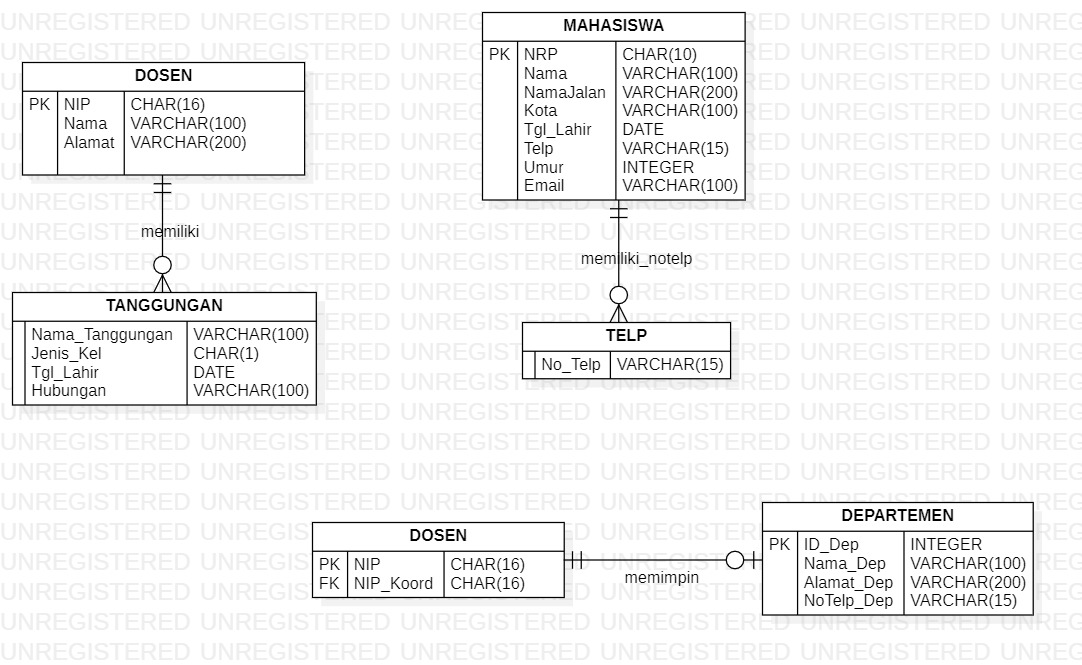 DOSEN
PK NIP CHAR(16)
Nama VARCHAR(100)
Alamat VARCHAR(200)
memiliki
TANGGUNGAN
Nama_Tanggungan VARCHAR(100)
Jenis_Kel CHAR(1)
Tgl_Lahir DATE
Hubungan VARCHAR(100)
MAHASISWA
PK NRP CHAR(10)
Nama VARCHAR(100)
NamaJalan VARCHAR(200)
Kota VARCHAR(100)
Tgl_Lahir DATE
Telp VARCHAR(15)
Umur INTEGER
Email VARCHAR(100)
memiliki_notelp
TELP
No_Telp VARCHAR(15)
DOSEN
PK NIP CHAR(16)
FK NIP_Koord CHAR(16)
memimpin
DEPARTEMEN
PK ID_Dep INTEGER
Nama_Dep VARCHAR(100)
Alamat_Dep VARCHAR(200)
NoTelp_Dep VARCHAR(15)
UNREGISTERED